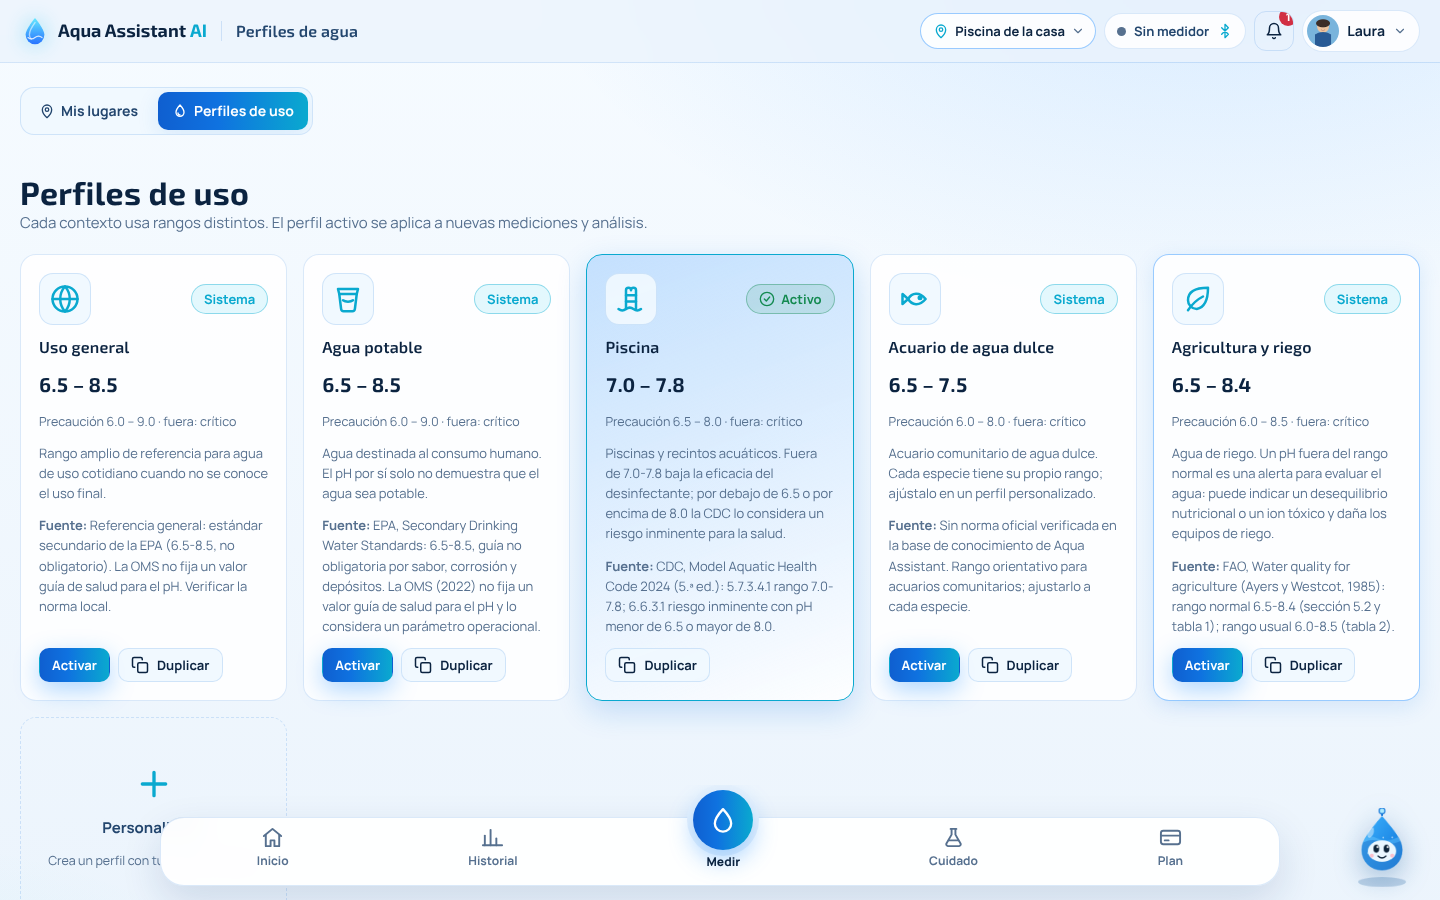 Aqua Assistant AI
Perfiles de agua
Piscina de la casa
Sin medidor
1
Laura
Mis lugares
Perfiles de uso
Perfiles de uso
Cada contexto usa rangos distintos. El perfil activo se aplica a nuevas mediciones y análisis.
Sistema
Uso general
6.5 – 8.5
Precaución 6.0 – 9.0 · fuera: crítico
Rango amplio de referencia para agua
de uso cotidiano cuando no se conoce
el uso final.
Fuente: Referencia general: estándar
secundario de la EPA (6.5-8.5, no
obligatorio). La OMS no fija un valor
guía de salud para el pH. Verificar la
norma local.
Activar
Duplicar
Sistema
Agua potable
6.5 – 8.5
Precaución 6.0 – 9.0 · fuera: crítico
Agua destinada al consumo humano.
El pH por sí solo no demuestra que el
agua sea potable.
Fuente: EPA, Secondary Drinking
Water Standards: 6.5-8.5, guía no
obligatoria por sabor, corrosión y
depósitos. La OMS (2022) no fija un
valor guía de salud para el pH y lo
considera un parámetro operacional.
Activar
Duplicar
Activo
Piscina
7.0 – 7.8
Precaución 6.5 – 8.0 · fuera: crítico
Piscinas y recintos acuáticos. Fuera
de 7.0-7.8 baja la eficacia del
desinfectante; por debajo de 6.5 o por
encima de 8.0 la CDC lo considera un
riesgo inminente para la salud.
Fuente: CDC, Model Aquatic Health
Code 2024 (5.ª ed.): 5.7.3.4.1 rango 7.0-
7.8; 6.6.3.1 riesgo inminente con pH
menor de 6.5 o mayor de 8.0.
Duplicar
Sistema
Acuario de agua dulce
6.5 – 7.5
Precaución 6.0 – 8.0 · fuera: crítico
Acuario comunitario de agua dulce.
Cada especie tiene su propio rango;
ajústalo en un perfil personalizado.
Fuente: Sin norma oficial verificada en
la base de conocimiento de Aqua
Assistant. Rango orientativo para
acuarios comunitarios; ajustarlo a
cada especie.
Activar
Duplicar
Sistema
Agricultura y riego
6.5 – 8.4
Precaución 6.0 – 8.5 · fuera: crítico
Agua de riego. Un pH fuera del rango
normal es una alerta para evaluar el
agua: puede indicar un desequilibrio
nutricional o un ion tóxico y daña los
equipos de riego.
Fuente: FAO, Water quality for
agriculture (Ayers y Westcot, 1985):
rango normal 6.5-8.4 (sección 5.2 y
tabla 1); rango usual 6.0-8.5 (tabla 2).
Activar
Duplicar
Personal
Crea un perfil con tu
Inicio
Historial
Medir
Cuidado
Plan